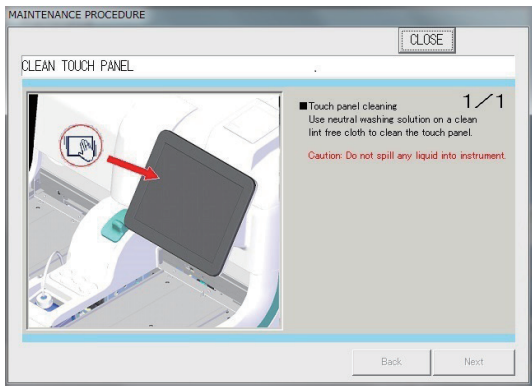 MAINTENANCE PROCEDURE
CLOSE
CLEAN TOUCH PANEL
.
1/1
■Touch panel cleaning
Use neutral washing solution on a clean
lint free cloth to clean the touch panel.
Caution: Do not spill any liquid into instrument.
Back
Next